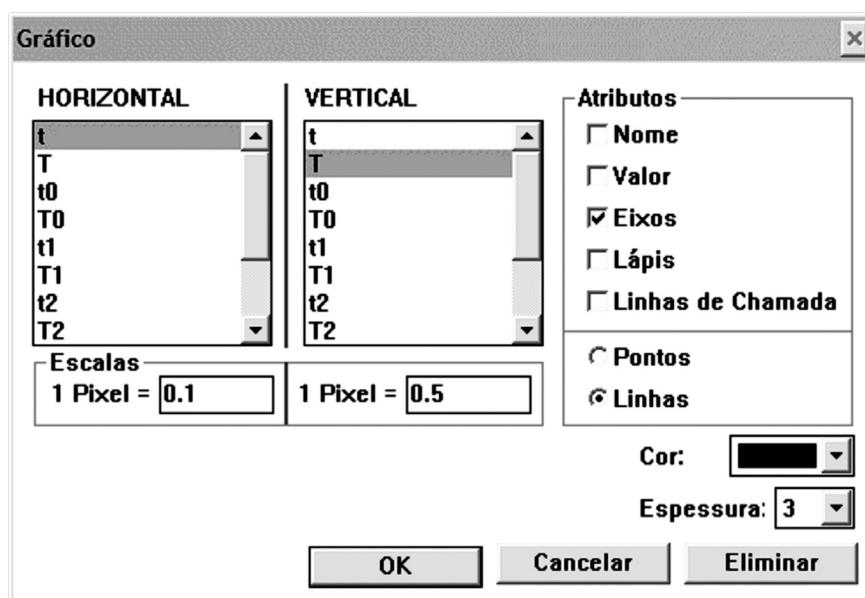 Gráfico
HORIZONTAL
t
T
t0
T0
t1
T1
t2
T2
VERTICAL
t
T
t0
T0
t1
T1
t2
T2
Escalas
1 Pixel = 0.1
1 Pixel = 0.5
Atributos
Nome
Valor
Eixos
Lápis
Linhas de Chamada
Pontos
Linhas
Cor:
Espessura: 3
OK
Cancelar
Eliminar